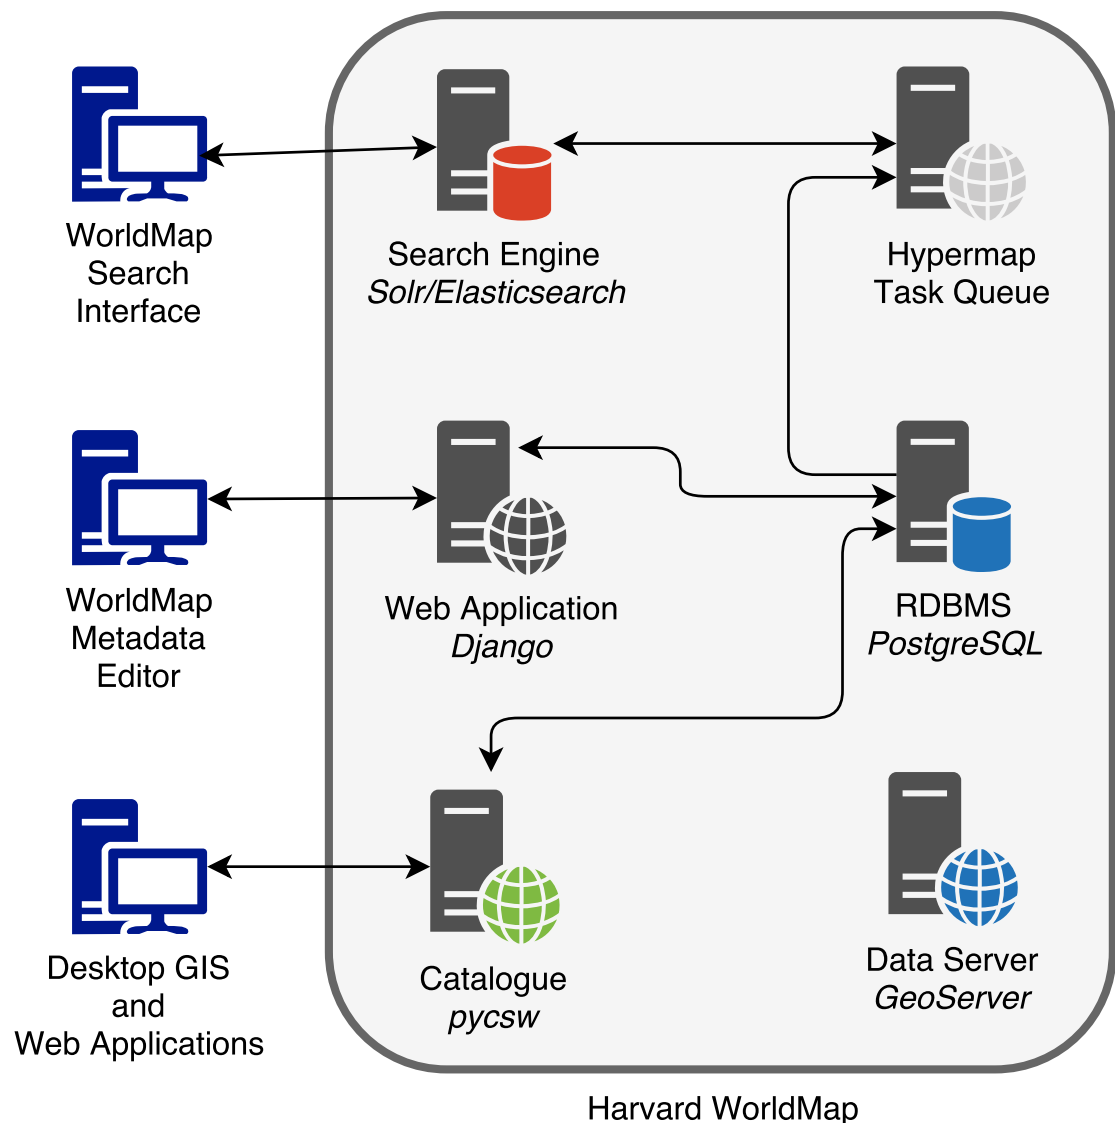 WorldMap
Search
Interface
Search Engine
Solr/Elasticsearch
Hypermap
Task Queue
WorldMap
Metadada
Editor
Web Application
Django
RDBMS
PostgreSQL
Desktop GIS
and
Web Applications
Catalogue
pycsw
Data Server
GeoServer
Harvard WorldMap